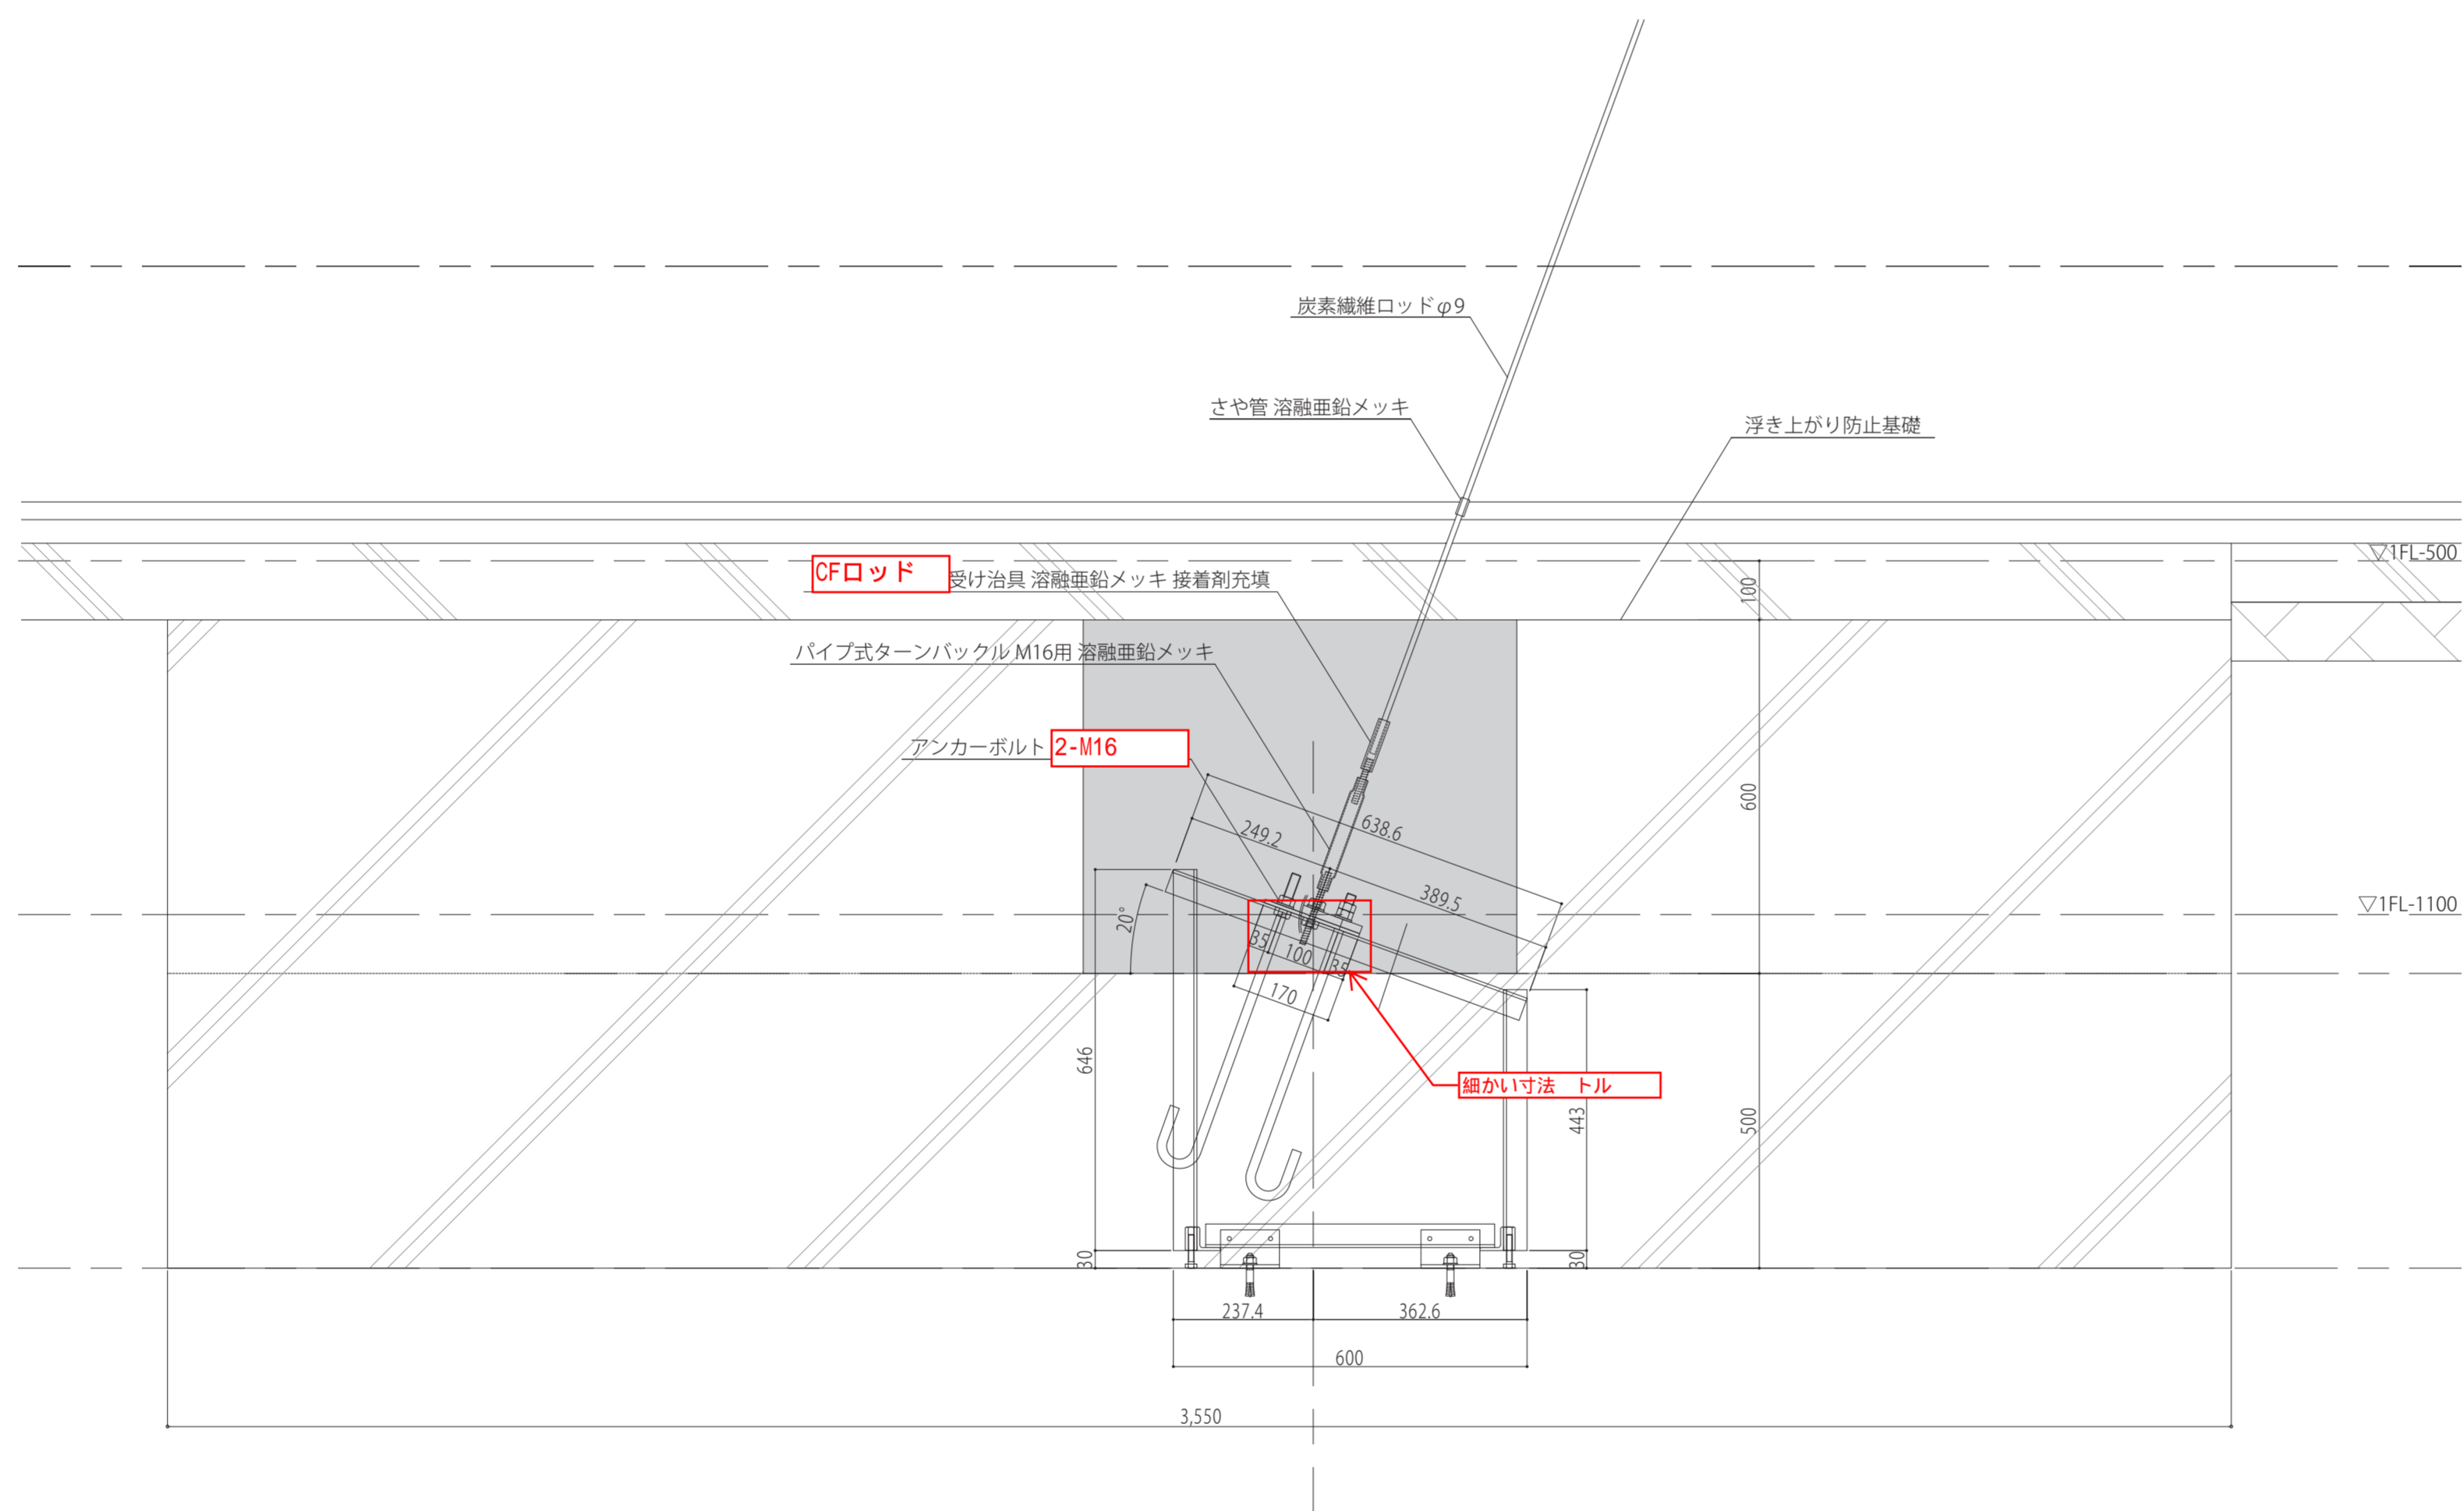 炭素繊維ロッドφ9
さや管 溶融亜鉛メッキ
浮き上がり防止基礎
▽1FL-500
CFロッド 受け治具 溶融亜鉛メッキ 接着剤充填
100
パイプ式ターンバックル M16用 溶融亜鉛メッキ
アンカーボルト 2-M16
600
638.6
249.2
389.5
▽1FL-1100
20°
35
100
35
170
646
細かい寸法　トル
443
500
30
30
237.4
362.6
600
3,550